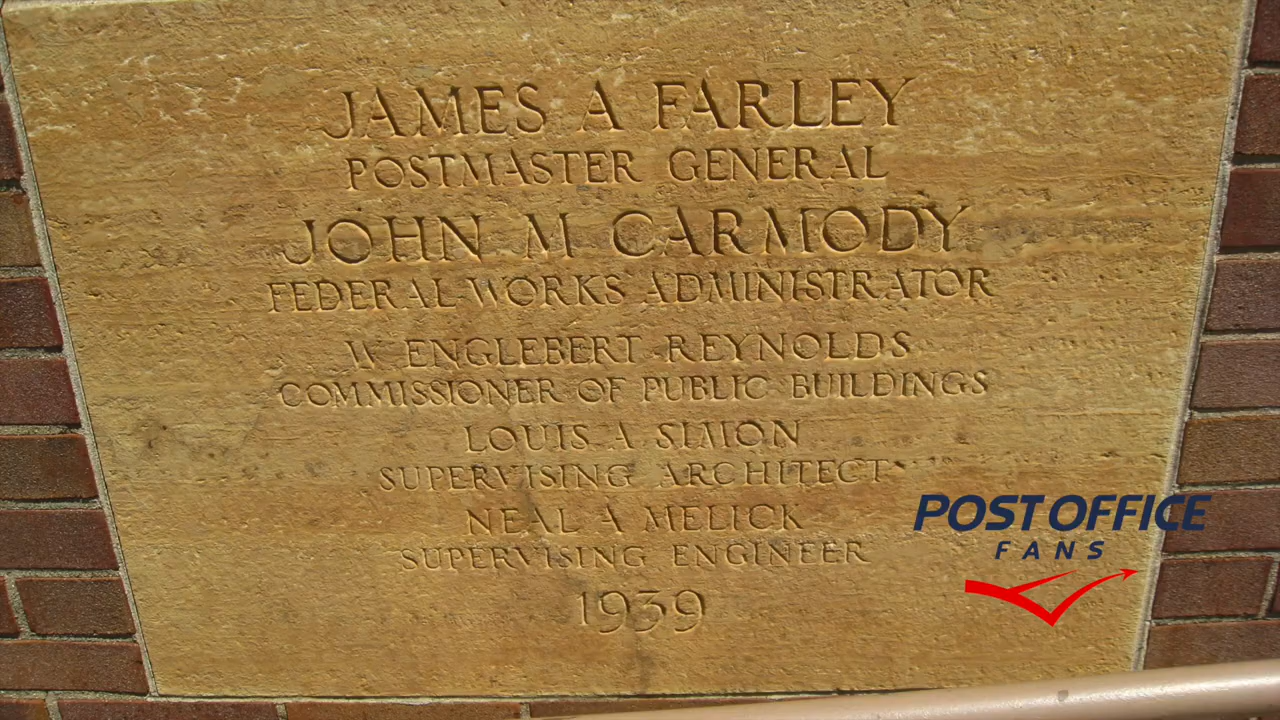 JAMES A FARLEY
POSTMASTER GENERAL
JOHN M CARMODY
FEDERAL WORKS ADMINISTRATOR
W ENGLEBERT REYNOLDS
COMMISSIONER OF PUBLIC BUILDINGS
LOUIS A SIMON
SUPERVISING ARCHITECT
NEAL A MELICK
SUPERVISING ENGINEER
1939
POST OFFICE
FANS